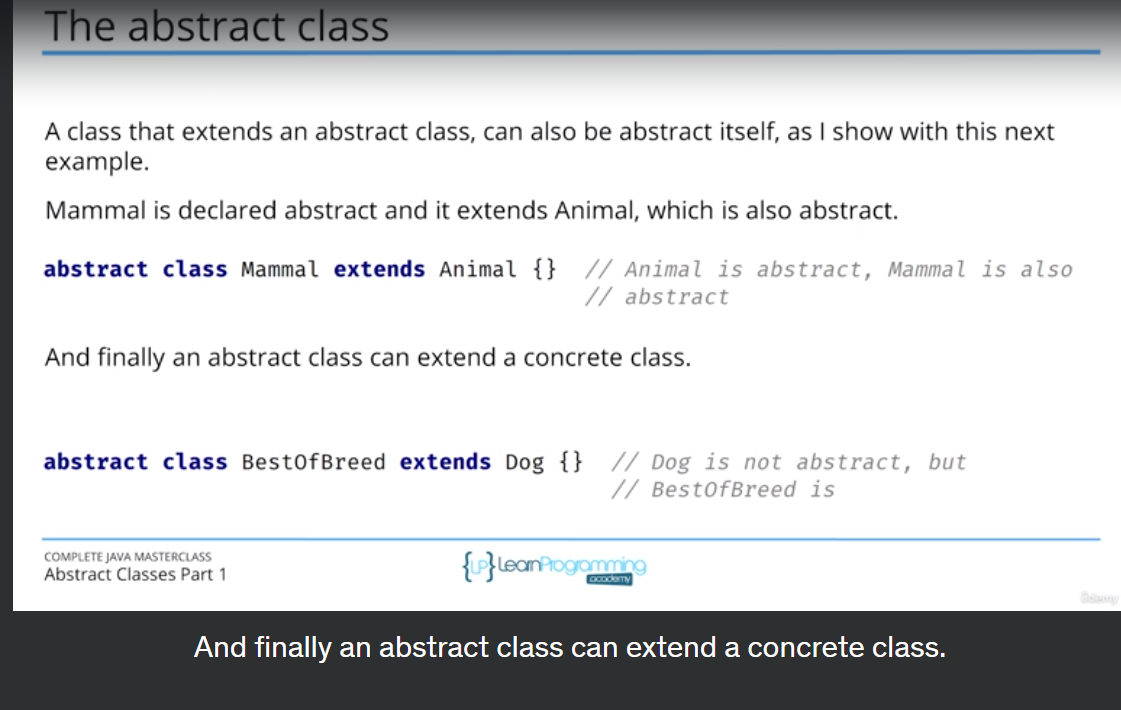 The abstract class
A class that extends an abstract class, can also be abstract itself, as I show with this next
example.
Mammal is declared abstract and it extends Animal, which is also abstract.
abstract class Mammal extends Animal {} // Animal is abstract, Mammal is also
// abstract
And finally an abstract class can extend a concrete class.
abstract class BestOfBreed extends Dog {} // Dog is not abstract, but
// BestOfBreed is
COMPLETE JAVA MASTERCLASS
Abstract Classes Part 1
{LP} LearnProgramming
academy
Udemy
And finally an abstract class can extend a concrete class.